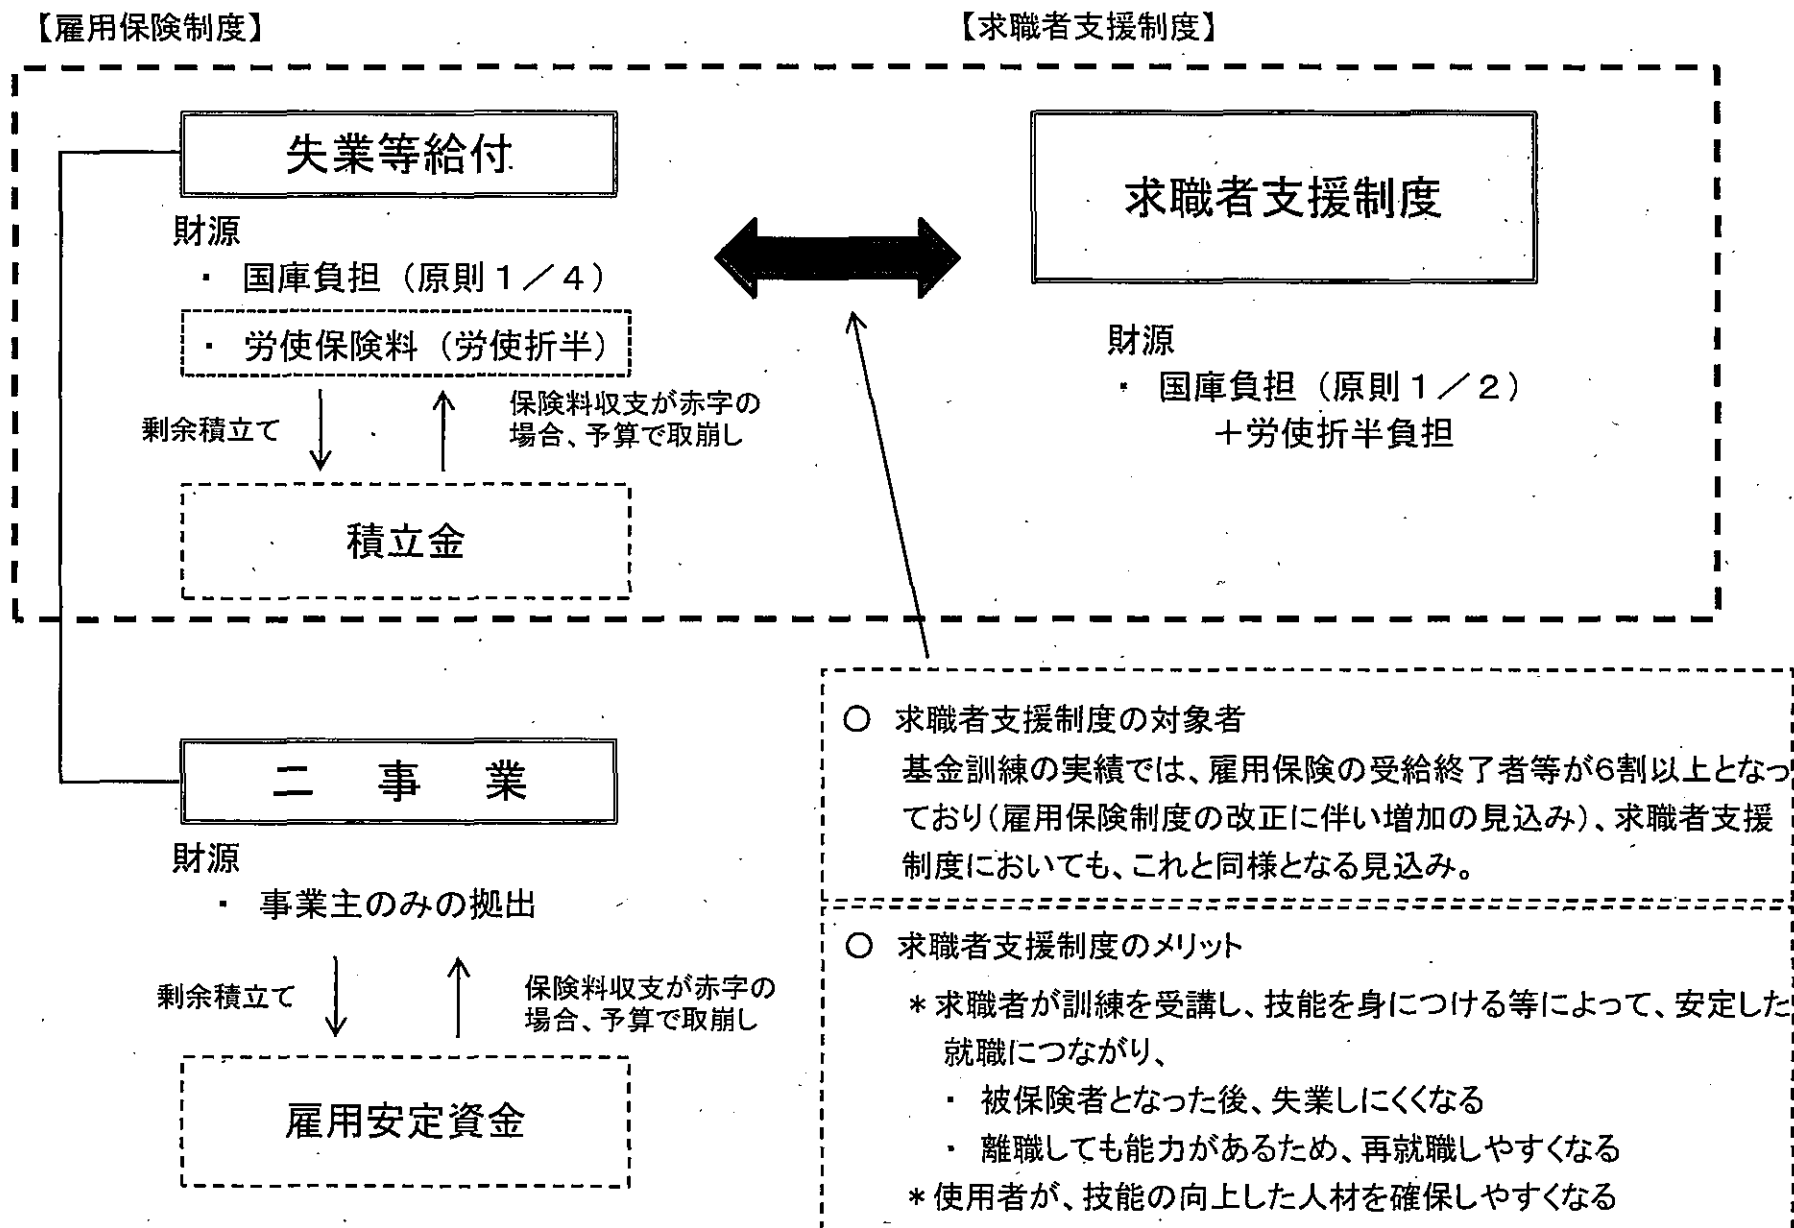 【雇用保険制度】
【求職者支援制度】
失業等給付
財源
・ 国庫負担（原則１／４）
・ 労使保険料（労使折半）
剰余積立て
保険料収支が赤字の
場合、予算で取崩し
積立金
求職者支援制度
財源
・ 国庫負担（原則１／２）
＋労使折半負担
二 事 業
財源
・ 事業主のみの拠出
剰余積立て
保険料収支が赤字の
場合、予算で取崩し
雇用安定資金
○ 求職者支援制度の対象者
基金訓練の実績では、雇用保険の受給終了者等が６割以上となっ
ており（雇用保険制度の改正に伴い増加の見込み）、求職者支援
制度においても、これと同様となる見込み。
○ 求職者支援制度のメリット
＊求職者が訓練を受講し、技能を身につける等によって、安定した
就職につながり、
・ 被保険者となった後、失業しにくくなる
・ 離職しても能力があるため、再就職しやすくなる
＊使用者が、技能の向上した人材を確保しやすくなる